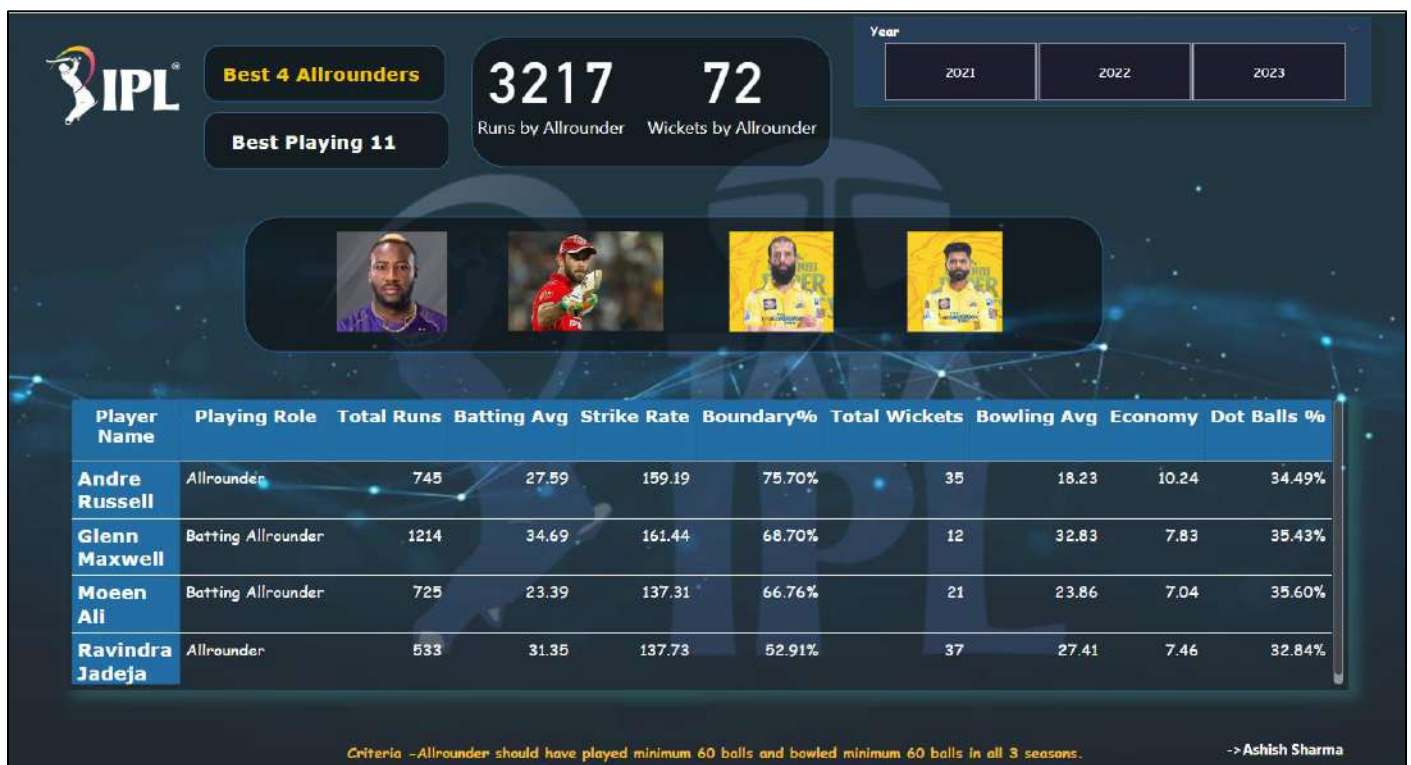 IPL
Best 4 Allrounders
Best Playing 11
3217 72
Runs by Allrounder Wickets by Allrounder
Year
2021 2022 2023
TATA
IPL
Player Name Playing Role Total Runs Batting Avg Strike Rate Boundary% Total Wickets Bowling Avg Economy Dot Balls %
Andre Russell Allrounder 745 27.59 159.19 75.70% 35 18.23 10.24 34.49%
Glenn Maxwell Batting Allrounder 1214 34.69 161.44 68.70% 12 32.83 7.83 35.43%
Moeen Ali Batting Allrounder 725 23.39 137.31 66.76% 21 23.86 7.04 35.60%
Ravindra Jadeja Allrounder 533 31.35 137.73 52.91% 37 27.41 7.46 32.84%
Criteria -Allrounder should have played minimum 60 balls and bowled minimum 60 balls in all 3 seasons.
->Ashish Sharma